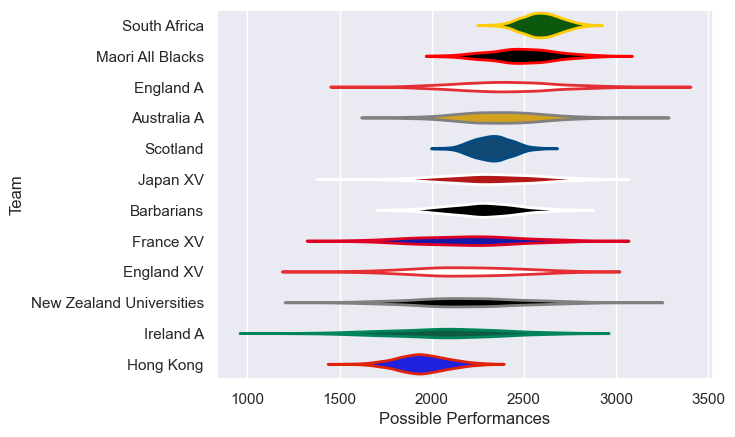 South Africa
Maori All Blacks
England A
Australia A
Scotland
Japan XV
Barbarians
France XV
England XV
New Zealand Universities
Ireland A
Hong Kong
Team
1000 1500 2000 2500 3000 3500
Possible Performances